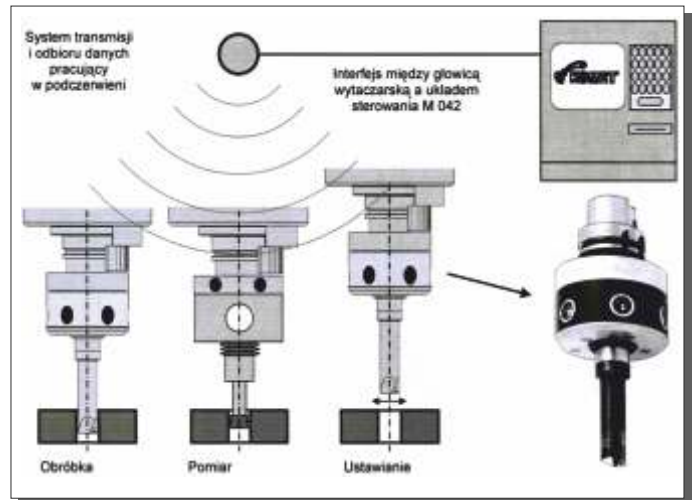 System transmisji
i odbioru danych
pracujący
w podczerwieni
Interfejs między głowicą
wytaczarską a układem
sterowania M 042
Obróbka
Pomiar
Ustawianie